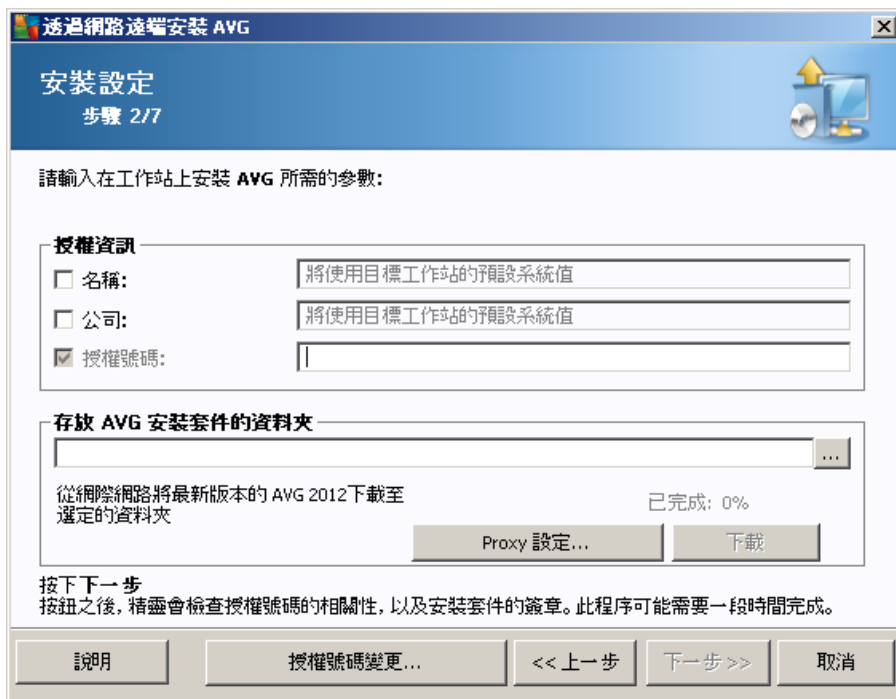 透過網路遠端安裝 AVG
安裝設定
步驟 2/7
請輸入在工作站上安裝 AVG 所需的參數:
授權資訊
名稱:
將使用目標工作站的預設系統值
公司:
將使用目標工作站的預設系統值
授權號碼:
存放 AVG 安裝套件的資料夾
...
從網際網路將最新版本的 AVG 2012下載至
選定的資料夾
已完成: 0%
Proxy 設定...
下載
按下下一步
按鈕之後, 精靈會檢查授權號碼的相關性, 以及安裝套件的簽章。此程序可能需要一段時間完成。
說明
授權號碼變更...
<< 上一步
下一步 >>
取消